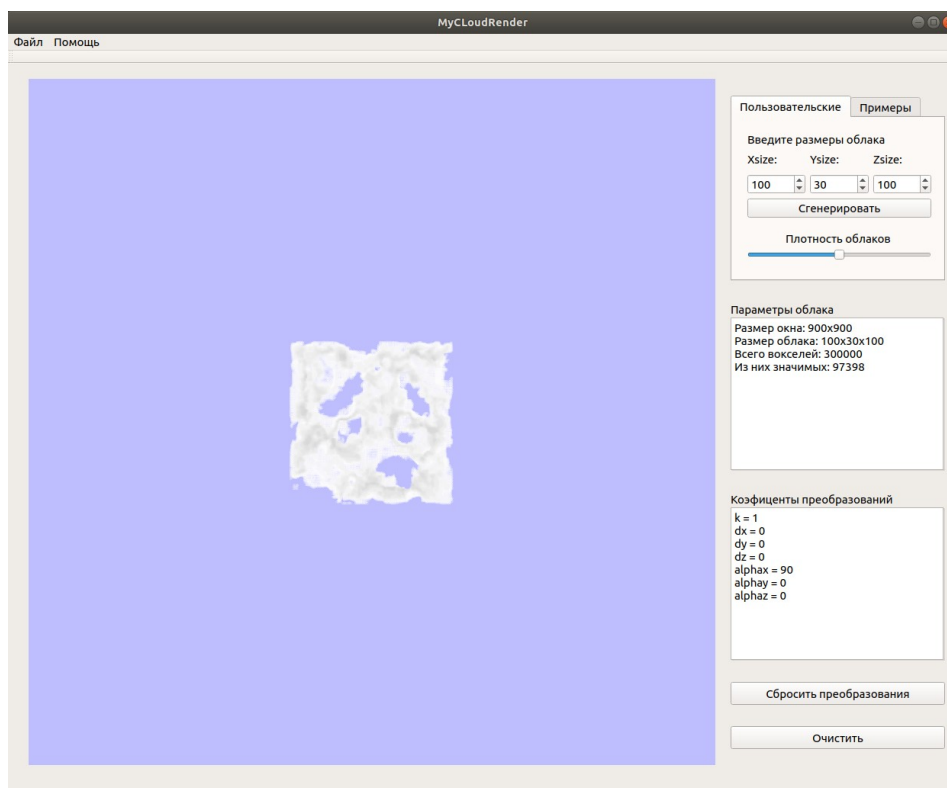 MyCLoudRender
Файл Помощь
Пользовательские Примеры
Введите размеры облака
Xsize: Ysize: Zsize:
100 30 100
Сгенерировать
Плотность облаков
Параметры облака
Размер окна: 900x900
Размер облака: 100x30x100
Всего вокселей: 300000
Из них значимых: 97398
Коэфиценты преобразований
k = 1
dx = 0
dy = 0
dz = 0
alphax = 90
alphay = 0
alphaz = 0
Сбросить преобразования
Очистить